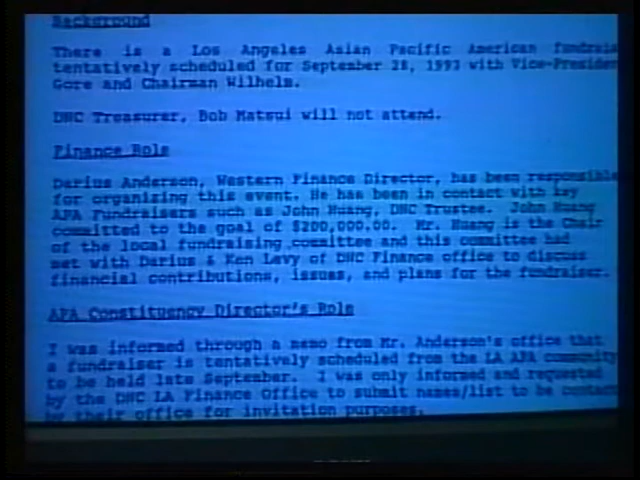 Background
There is a Los Angeles Asian Pacific American fundrais
tentatively scheduled for September 28, 1993 with Vice-Presiden
Gore and Chairman Wilhelm.
DNC Treasurer, Bob Matsui will not attend.
Finance Role
Darius Anderson, Western Finance Director, has been responsible
for organizing this event. He has been in contact with key
APA Fundraisers such as John Huang, DNC Trustee. John Huang
committed to the goal of $200,000.00. Mr. Huang is the Chair
of the local fundraising committee and this committee had
met with Darius & Ken Levy of DNC Finance office to discuss
financial contributions, issues, and plans for the fundraiser.
APA Constituency Director's Role
I was informed through a memo from Mr. Anderson's office that
a fundraiser is tentatively scheduled from the LA APA community
to be held late September. I was only informed and requested
by the DNC LA Finance Office to submit names/list to be contac
by their office for invitation purposes.